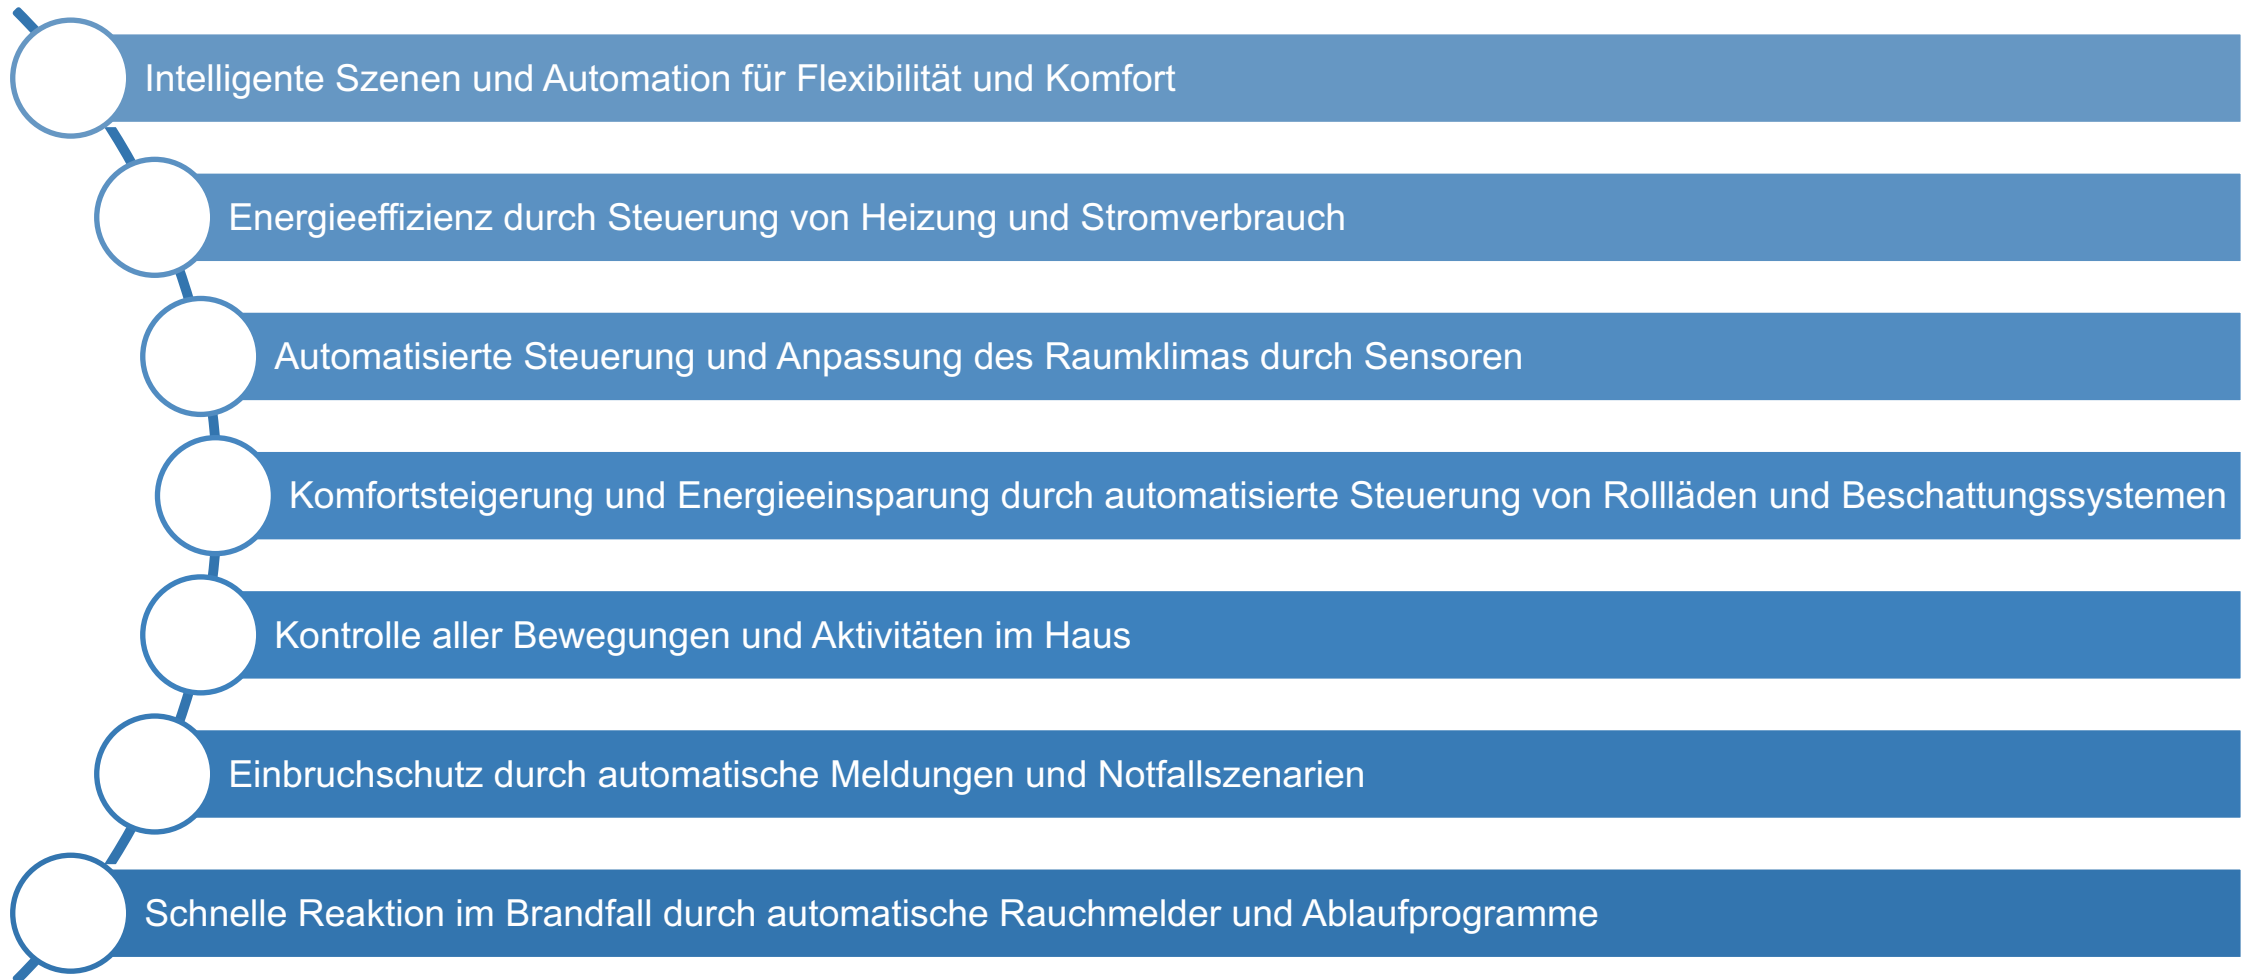 Intelligente Szenen und Automation für Flexibilität und Komfort
Energieeffizienz durch Steuerung von Heizung und Stromverbrauch
Automatisierte Steuerung und Anpassung des Raumklimas durch Sensoren
Komfortsteigerung und Energieeinsparung durch automatisierte Steuerung von Rollläden und Beschattungssystemen
Kontrolle aller Bewegungen und Aktivitäten im Haus
Einbruchschutz durch automatische Meldungen und Notfallszenarien
Schnelle Reaktion im Brandfall durch automatische Rauchmelder und Ablaufprogramme